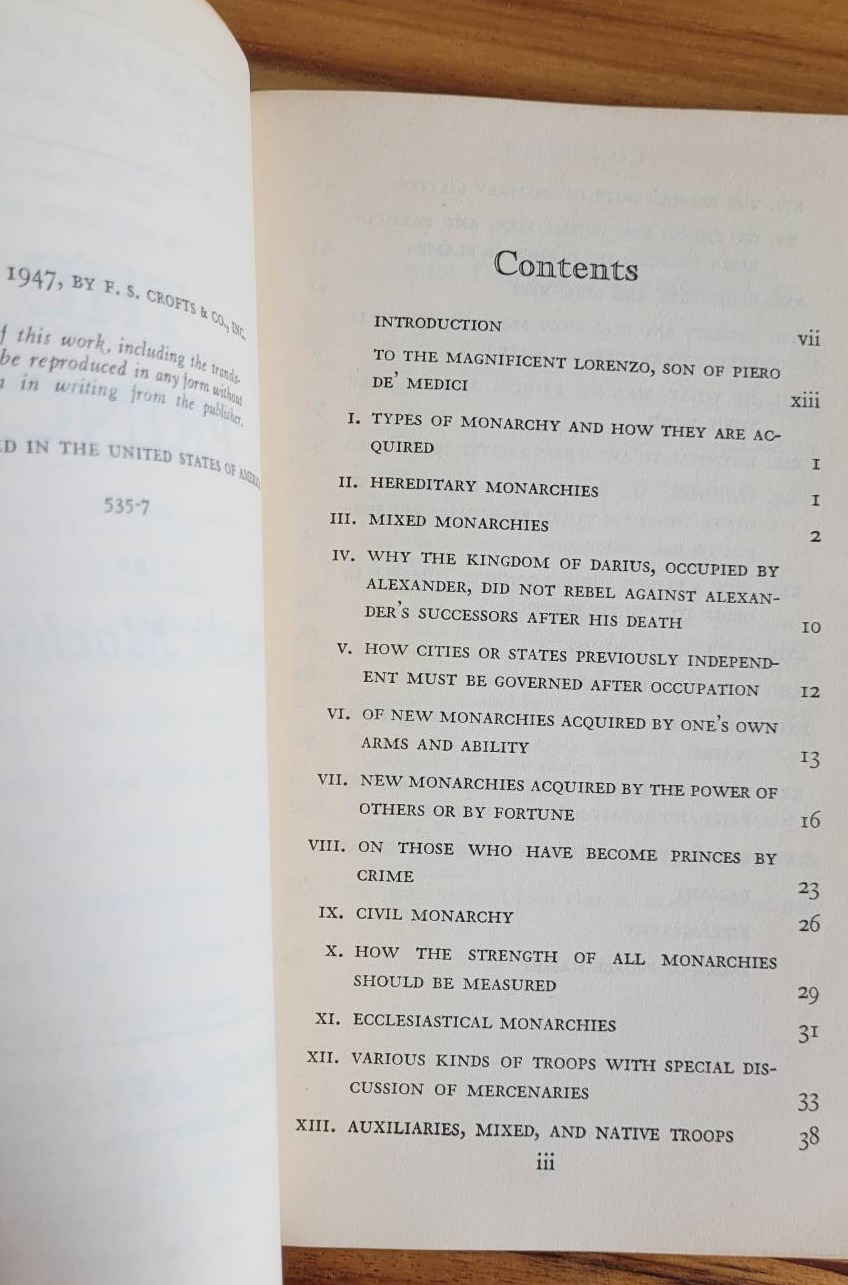 1947, BY F. S. CROFTS & CO., INC.
this work, including the trans-
be reproduced in any form without
in writing from the publisher.
IN THE UNITED STATES OF AMERICA
535-7
Contents
INTRODUCTION vii
TO THE MAGNIFICENT LORENZO, SON OF PIERO
DE' MEDICI xiii
I. TYPES OF MONARCHY AND HOW THEY ARE AC-
QUIRED 1
II. HEREDITARY MONARCHIES 1
III. MIXED MONARCHIES 2
IV. WHY THE KINGDOM OF DARIUS, OCCUPIED BY
ALEXANDER, DID NOT REBEL AGAINST ALEXAN-
DER'S SUCCESSORS AFTER HIS DEATH 10
V. HOW CITIES OR STATES PREVIOUSLY INDEPEND-
ENT MUST BE GOVERNED AFTER OCCUPATION 12
VI. OF NEW MONARCHIES ACQUIRED BY ONE'S OWN
ARMS AND ABILITY 13
VII. NEW MONARCHIES ACQUIRED BY THE POWER OF
OTHERS OR BY FORTUNE 16
VIII. ON THOSE WHO HAVE BECOME PRINCES BY
CRIME 23
IX. CIVIL MONARCHY 26
X. HOW THE STRENGTH OF ALL MONARCHIES
SHOULD BE MEASURED 29
XI. ECCLESIASTICAL MONARCHIES 31
XII. VARIOUS KINDS OF TROOPS WITH SPECIAL DIS-
CUSSION OF MERCENARIES 33
XIII. AUXILIARIES, MIXED, AND NATIVE TROOPS 38
iii